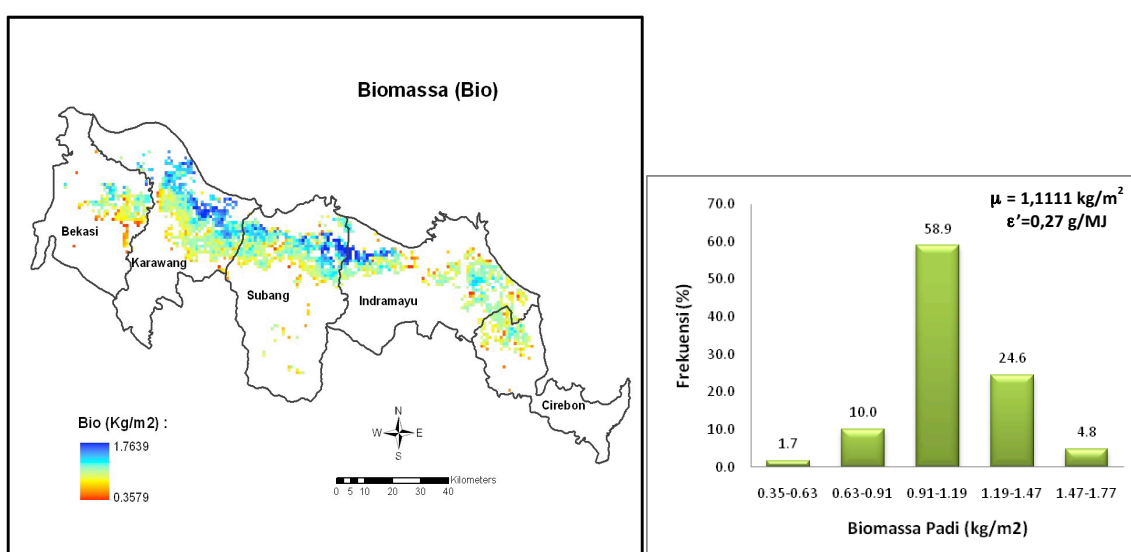 Biomassa (Bio)
Bekasi
Karawang
Subang
Indramayu
Cirebon
Bio (Kg/m2) :
1.7639
0.3579
N
W E
S
Kilometers
0 5 10 20 30 40
μ = 1,1111 kg/m²
ε’=0,27 g/MJ
Frekuensi (%)
70.0
60.0
50.0
40.0
30.0
20.0
10.0
0.0
1.7
10.0
58.9
24.6
4.8
0.35-0.63 0.63-0.91 0.91-1.19 1.19-1.47 1.47-1.77
Biomassa Padi (kg/m2)